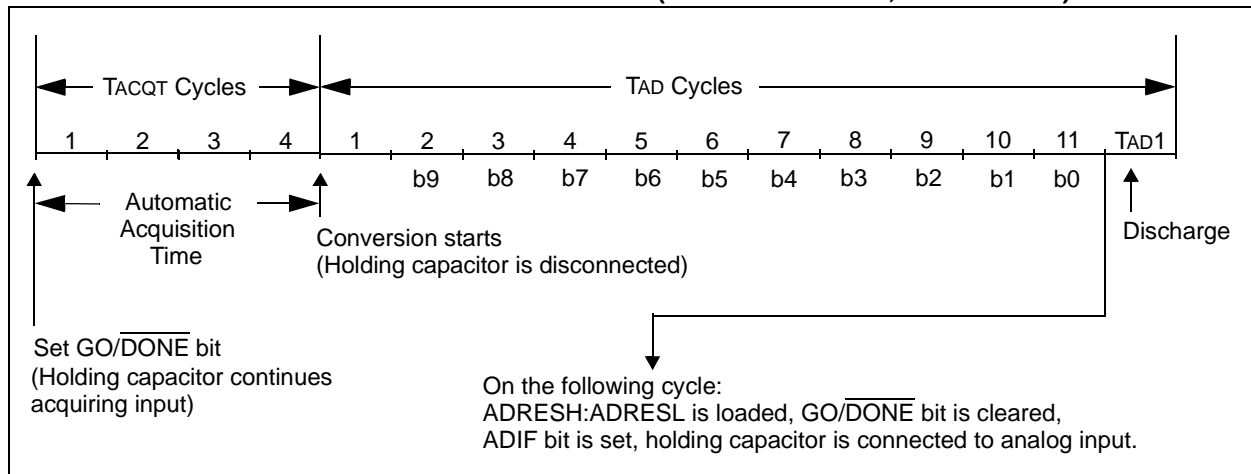 TACQT Cycles TAD Cycles
1 2 3 4 1 2 3 4 5 6 7 8 9 10 11 TAD1
b9 b8 b7 b6 b5 b4 b3 b2 b1 b0
Automatic
Acquisition
Time
Conversion starts
(Holding capacitor is disconnected)
Discharge
Set GO/DONE bit
(Holding capacitor continues
acquiring input)
On the following cycle:
ADRESH:ADRESL is loaded, GO/DONE bit is cleared,
ADIF bit is set, holding capacitor is connected to analog input.